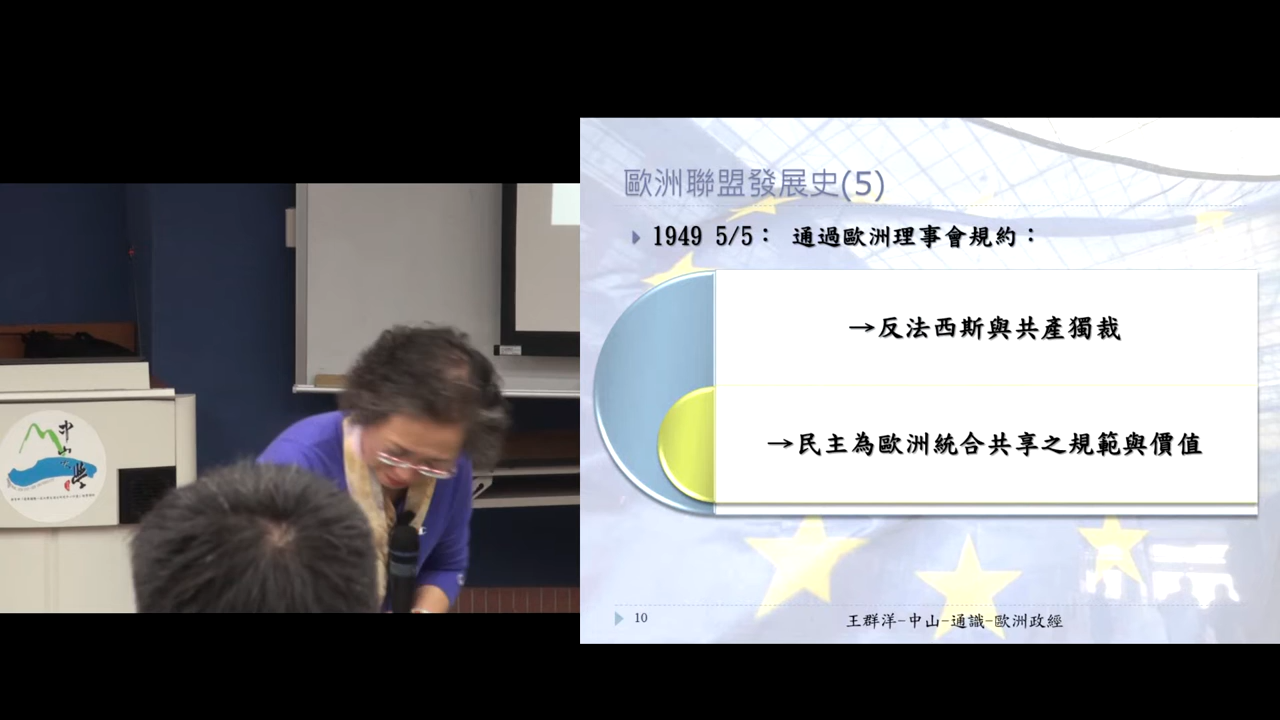 歐洲聯盟發展史(5)
1949 5/5： 通過歐洲理事會規約：
→反法西斯與共產獨裁
→民主為歐洲統合共享之規範與價值
10
王群洋-中山-通識-歐洲政經
中山大學